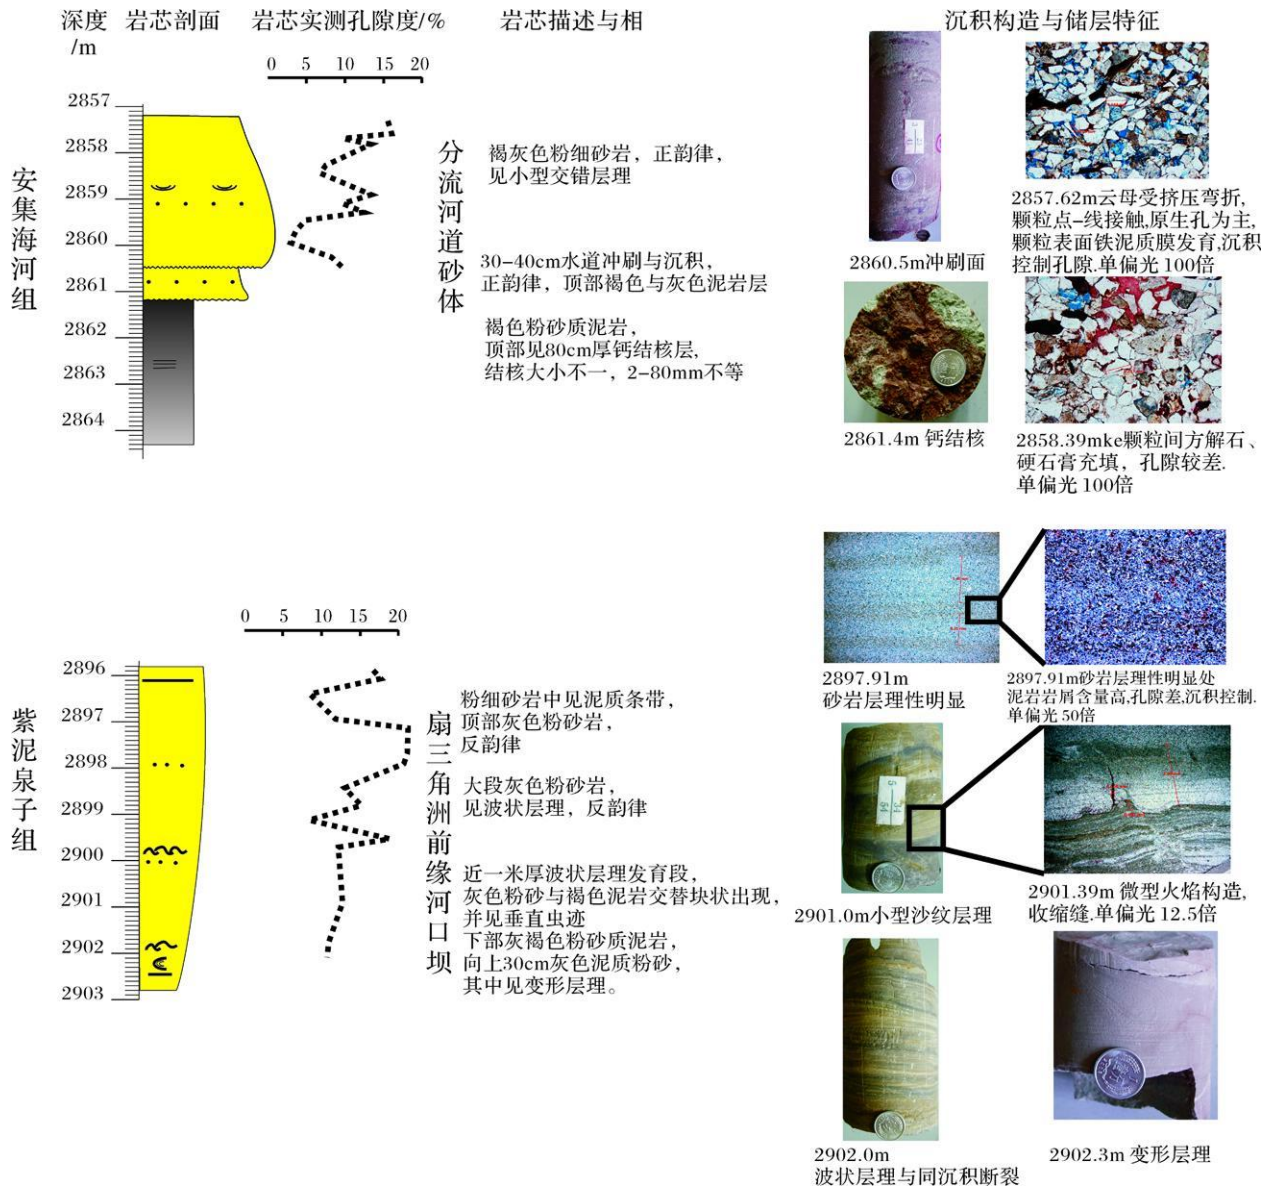 深度
/m
岩芯剖面
岩芯实测孔隙度/%
岩芯描述与相
沉积构造与储层特征
0 5 10 15 20
2857
2858
2859
2860
2861
2862
2863
2864
安集海河组
分流河道砂体
褐灰色粉细砂岩，正韵律，
见小型交错层理
30-40cm水道冲刷与沉积，
正韵律，顶部褐色与灰色泥岩层
褐色粉砂质泥岩，
顶部见80cm厚钙结核层，
结核大小不一，2-80mm不等
2860.5m冲刷面
2857.62m云母受挤压弯折，
颗粒点-线接触,原生孔为主，
颗粒表面铁泥质膜发育,沉积
控制孔隙.单偏光100倍
2861.4m 钙结核
2858.39mke颗粒间方解石、
硬石膏充填，孔隙较差.
单偏光100倍
0 5 10 15 20
2896
2897
2898
2899
2900
2901
2902
2903
紫泥泉子组
扇三角洲前缘河口坝
粉细砂岩中见泥质条带，
顶部灰色粉砂岩，
反韵律
大段灰色粉砂岩，
见波状层理，反韵律
近一米厚波状层理发育段，
灰色粉砂与褐色泥岩交替块状出现，
并见垂直虫迹
下部灰褐色粉砂质泥岩，
向上30cm灰色泥质粉砂，
其中见变形层理。
2897.91m
砂岩层理性明显
2897.91m砂岩层理性明显处
泥岩岩屑含量高,孔隙差,沉积控制.
单偏光50倍
2901.0m小型沙纹层理
2901.39m 微型火焰构造，
收缩缝.单偏光12.5倍
2902.0m
波状层理与同沉积断裂
2902.3m 变形层理